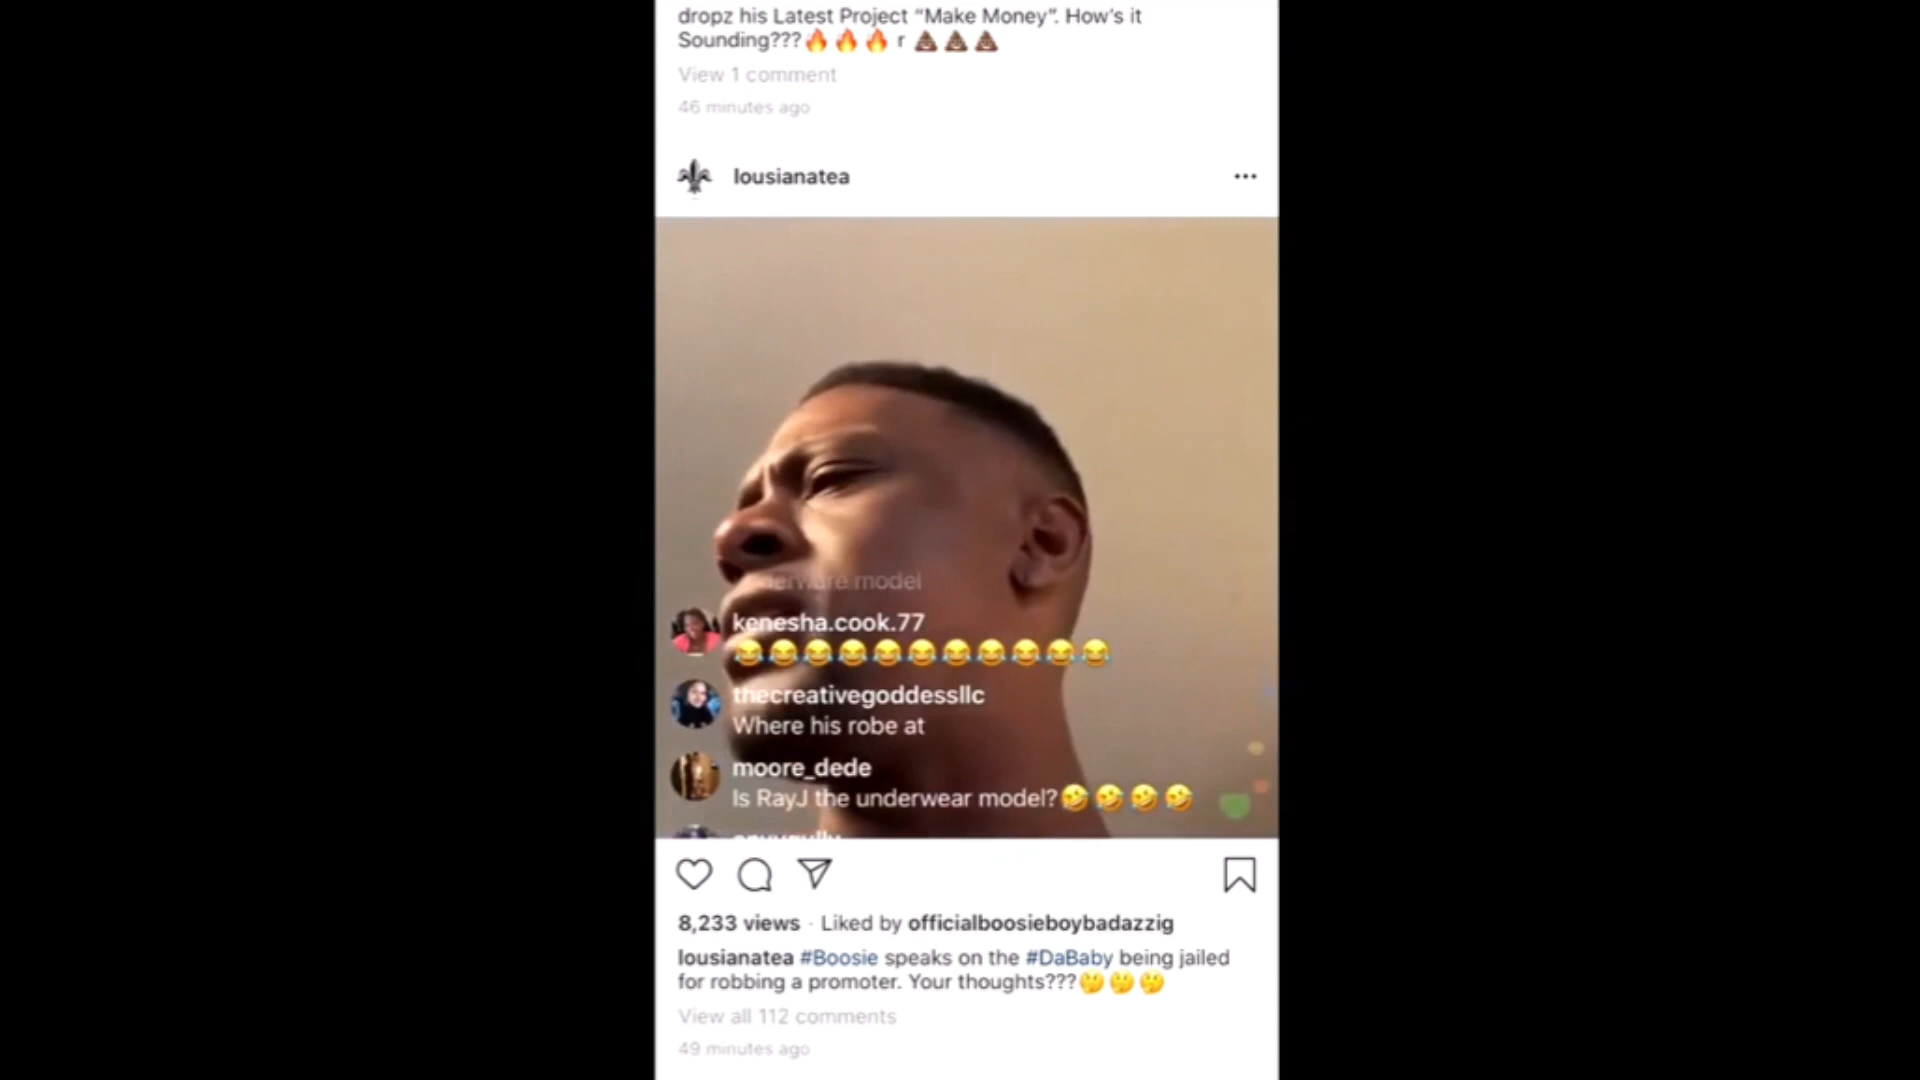 dropz his Latest Project “Make Money”. How’s it
Sounding???🔥🔥🔥 r 💩💩💩
View 1 comment
46 minutes ago
lousianatea
model
kenesha.cook.77
😂😂😂😂😂😂😂😂😂😂😂
thecreativegoddessllc
Where his robe at
moore_dede
Is RayJ the underwear model?🤣🤣🤣🤣
8,233 views · Liked by officialboosieboybadazzig
lousianatea #Boosie speaks on the #DaBaby being jailed
for robbing a promoter. Your thoughts???🤔🤔🤔
View all 112 comments
49 minutes ago